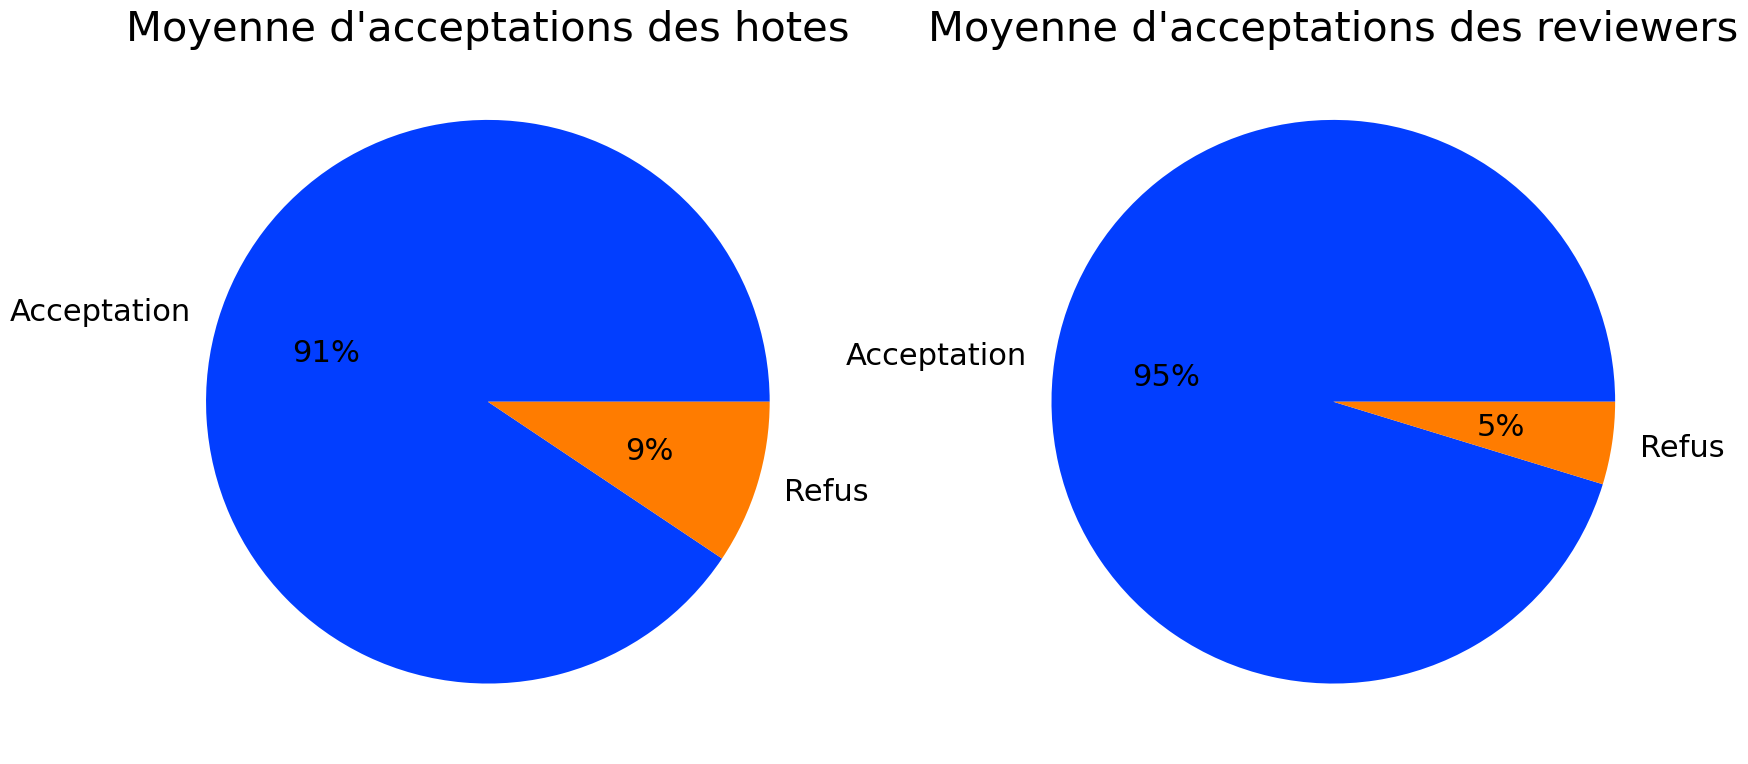 Moyenne d'acceptations des hotes
Acceptation
91%
9%
Refus
Moyenne d'acceptations des reviewers
Acceptation
95%
5%
Refus